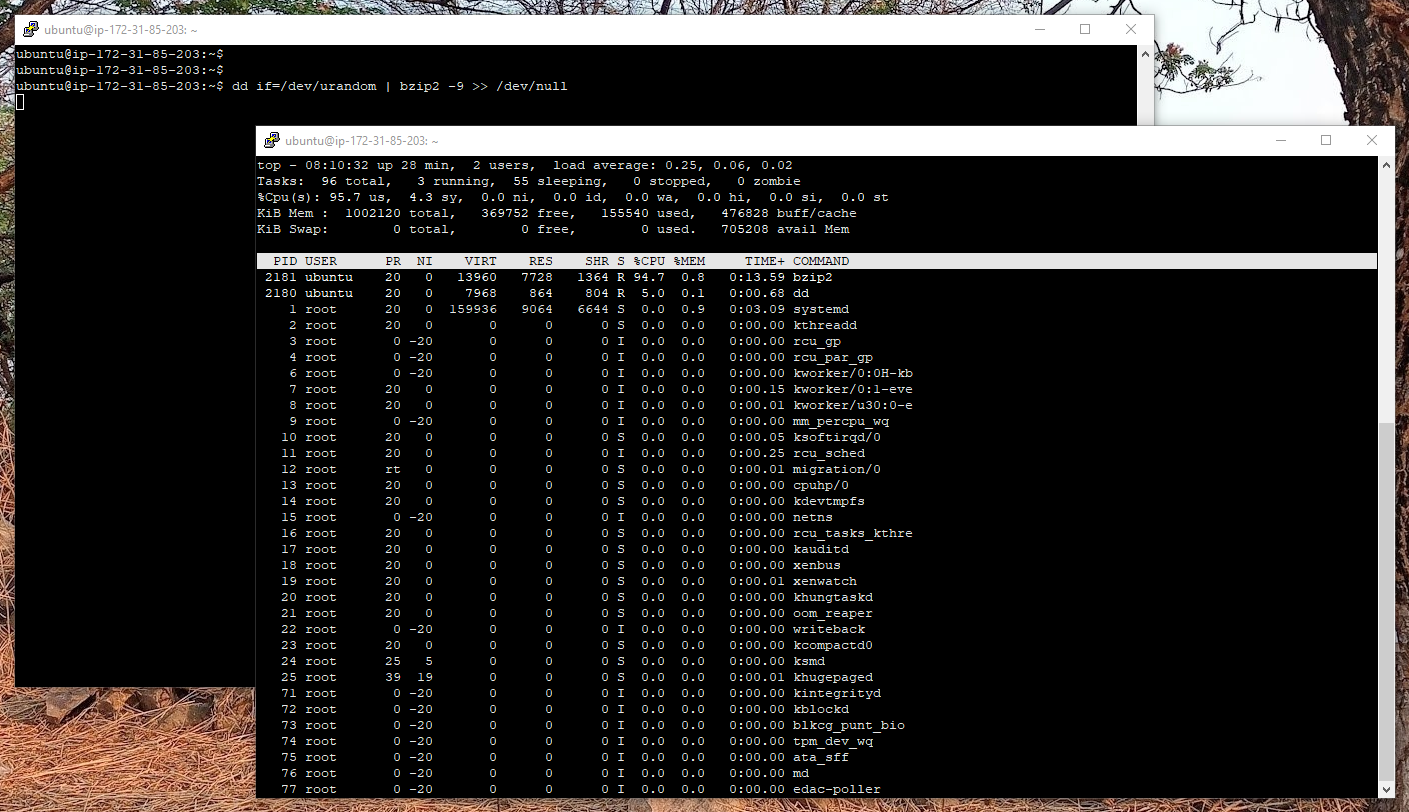 ubuntu@ip-172-31-85-203: ~
ubuntu@ip-172-31-85-203:~$
ubuntu@ip-172-31-85-203:~$
ubuntu@ip-172-31-85-203:~$ dd if=/dev/urandom | bzip2 -9 >> /dev/null
ubuntu@ip-172-31-85-203: ~
top - 08:10:32 up 28 min,  2 users,  load average: 0.25, 0.06, 0.02
Tasks:  96 total,   3 running,  55 sleeping,   0 stopped,   0 zombie
%Cpu(s): 95.7 us,  4.3 sy,  0.0 ni,  0.0 id,  0.0 wa,  0.0 hi,  0.0 si,  0.0 st
KiB Mem :  1002120 total,   369752 free,   155540 used,   476828 buff/cache
KiB Swap:        0 total,        0 free,        0 used.   705208 avail Mem
  PID USER      PR  NI    VIRT    RES    SHR S %CPU %MEM     TIME+ COMMAND
 2181 ubuntu    20   0   13960   7728   1364 R 94.7  0.8   0:13.59 bzip2
 2180 ubuntu    20   0    7968    864    804 R  5.0  0.1   0:00.68 dd
    1 root      20   0  159936   9064   6644 S  0.0  0.9   0:03.09 systemd
    2 root      20   0       0      0      0 S  0.0  0.0   0:00.00 kthreadd
    3 root       0 -20       0      0      0 I  0.0  0.0   0:00.00 rcu_gp
    4 root       0 -20       0      0      0 I  0.0  0.0   0:00.00 rcu_par_gp
    6 root       0 -20       0      0      0 I  0.0  0.0   0:00.00 kworker/0:0H-kb
    7 root      20   0       0      0      0 I  0.0  0.0   0:00.15 kworker/0:1-eve
    8 root      20   0       0      0      0 I  0.0  0.0   0:00.01 kworker/u30:0-e
    9 root       0 -20       0      0      0 I  0.0  0.0   0:00.00 mm_percpu_wq
   10 root      20   0       0      0      0 S  0.0  0.0   0:00.05 ksoftirqd/0
   11 root      20   0       0      0      0 I  0.0  0.0   0:00.25 rcu_sched
   12 root      rt   0       0      0      0 S  0.0  0.0   0:00.01 migration/0
   13 root      20   0       0      0      0 S  0.0  0.0   0:00.00 cpuhp/0
   14 root      20   0       0      0      0 S  0.0  0.0   0:00.00 kdevtmpfs
   15 root       0 -20       0      0      0 I  0.0  0.0   0:00.00 netns
   16 root      20   0       0      0      0 S  0.0  0.0   0:00.00 rcu_tasks_kthre
   17 root      20   0       0      0      0 S  0.0  0.0   0:00.00 kauditd
   18 root      20   0       0      0      0 S  0.0  0.0   0:00.00 xenbus
   19 root      20   0       0      0      0 S  0.0  0.0   0:00.01 xenwatch
   20 root      20   0       0      0      0 S  0.0  0.0   0:00.00 khungtaskd
   21 root      20   0       0      0      0 S  0.0  0.0   0:00.00 oom_reaper
   22 root       0 -20       0      0      0 I  0.0  0.0   0:00.00 writeback
   23 root      20   0       0      0      0 S  0.0  0.0   0:00.00 kcompactd0
   24 root      25   5       0      0      0 S  0.0  0.0   0:00.00 ksmd
   25 root      39  19       0      0      0 S  0.0  0.0   0:00.01 khugepaged
   71 root       0 -20       0      0      0 I  0.0  0.0   0:00.00 kintegrityd
   72 root       0 -20       0      0      0 I  0.0  0.0   0:00.00 kblockd
   73 root       0 -20       0      0      0 I  0.0  0.0   0:00.00 blkcg_punt_bio
   74 root       0 -20       0      0      0 I  0.0  0.0   0:00.00 tpm_dev_wq
   75 root       0 -20       0      0      0 I  0.0  0.0   0:00.00 ata_sff
   76 root       0 -20       0      0      0 I  0.0  0.0   0:00.00 md
   77 root       0 -20       0      0      0 I  0.0  0.0   0:00.00 edac-poller